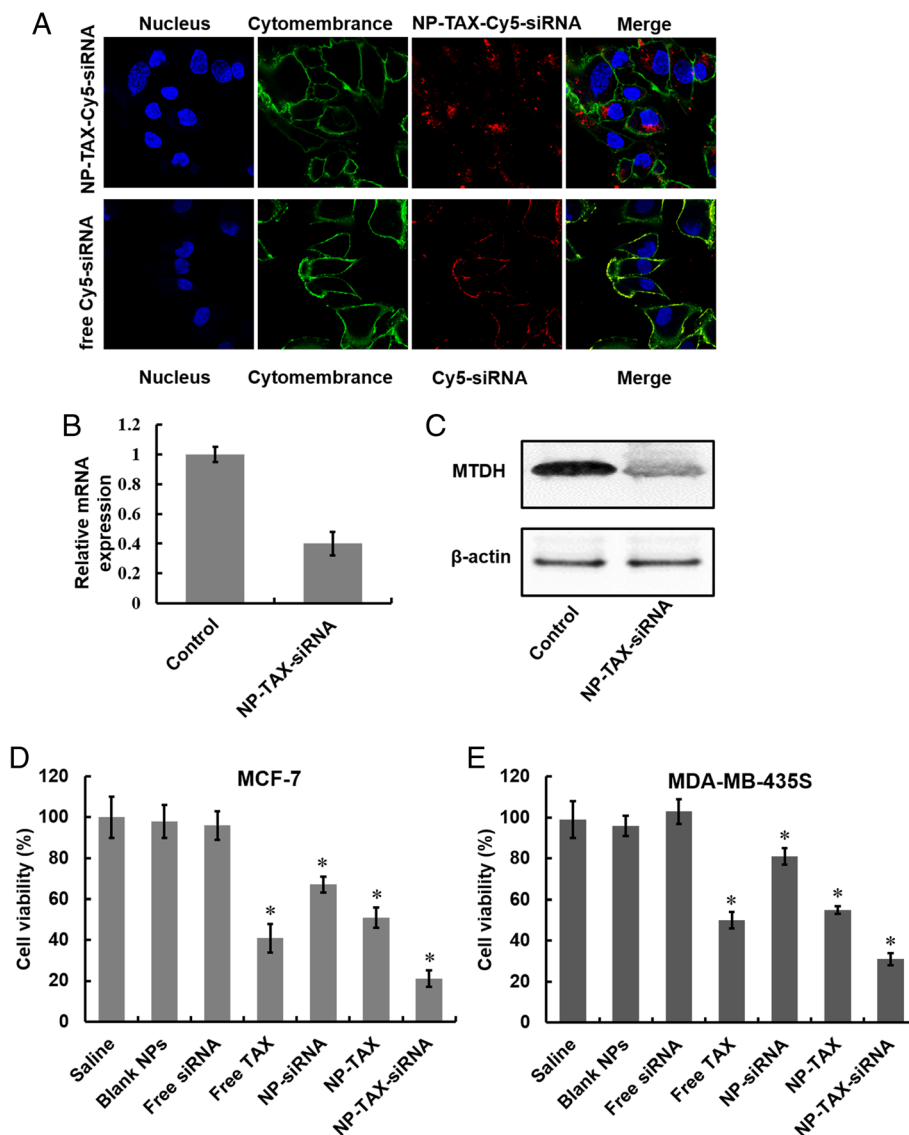 A
Nucleus Cytomembrance NP-TAX-Cy5-siRNA Merge
NP-TAX-Cy5-siRNA
free Cy5-siRNA
Nucleus Cytomembrance Cy5-siRNA Merge
B
Relative mRNA
expression
1.2
1
0.8
0.6
0.4
0.2
0
Control
NP-TAX-siRNA
C
MTDH
β-actin
Control
NP-TAX-siRNA
D
MCF-7
Cell viability (%)
120
100
80
60
40
20
0
*
*
*
*
Saline
Blank NPs
Free siRNA
Free TAX
NP-siRNA
NP-TAX
NP-TAX-siRNA
E
MDA-MB-435S
Cell viability (%)
120
100
80
60
40
20
0
*
*
*
*
Saline
Blank NPs
Free siRNA
Free TAX
NP-siRNA
NP-TAX
NP-TAX-siRNA